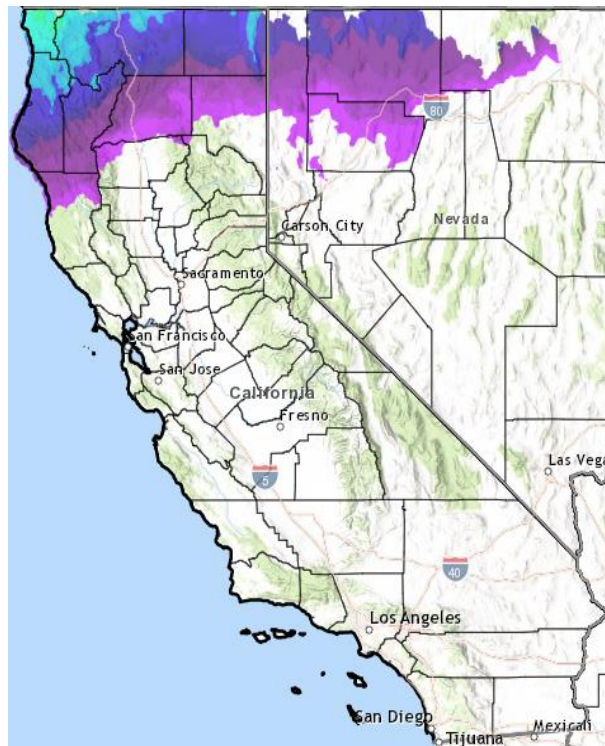 80
Nevada
Carson City
Sacramento
San Francisco
San Jose
California
Fresno
Las Vega
5
40
Los Angeles
San Diego
Tijuana
Mexicali